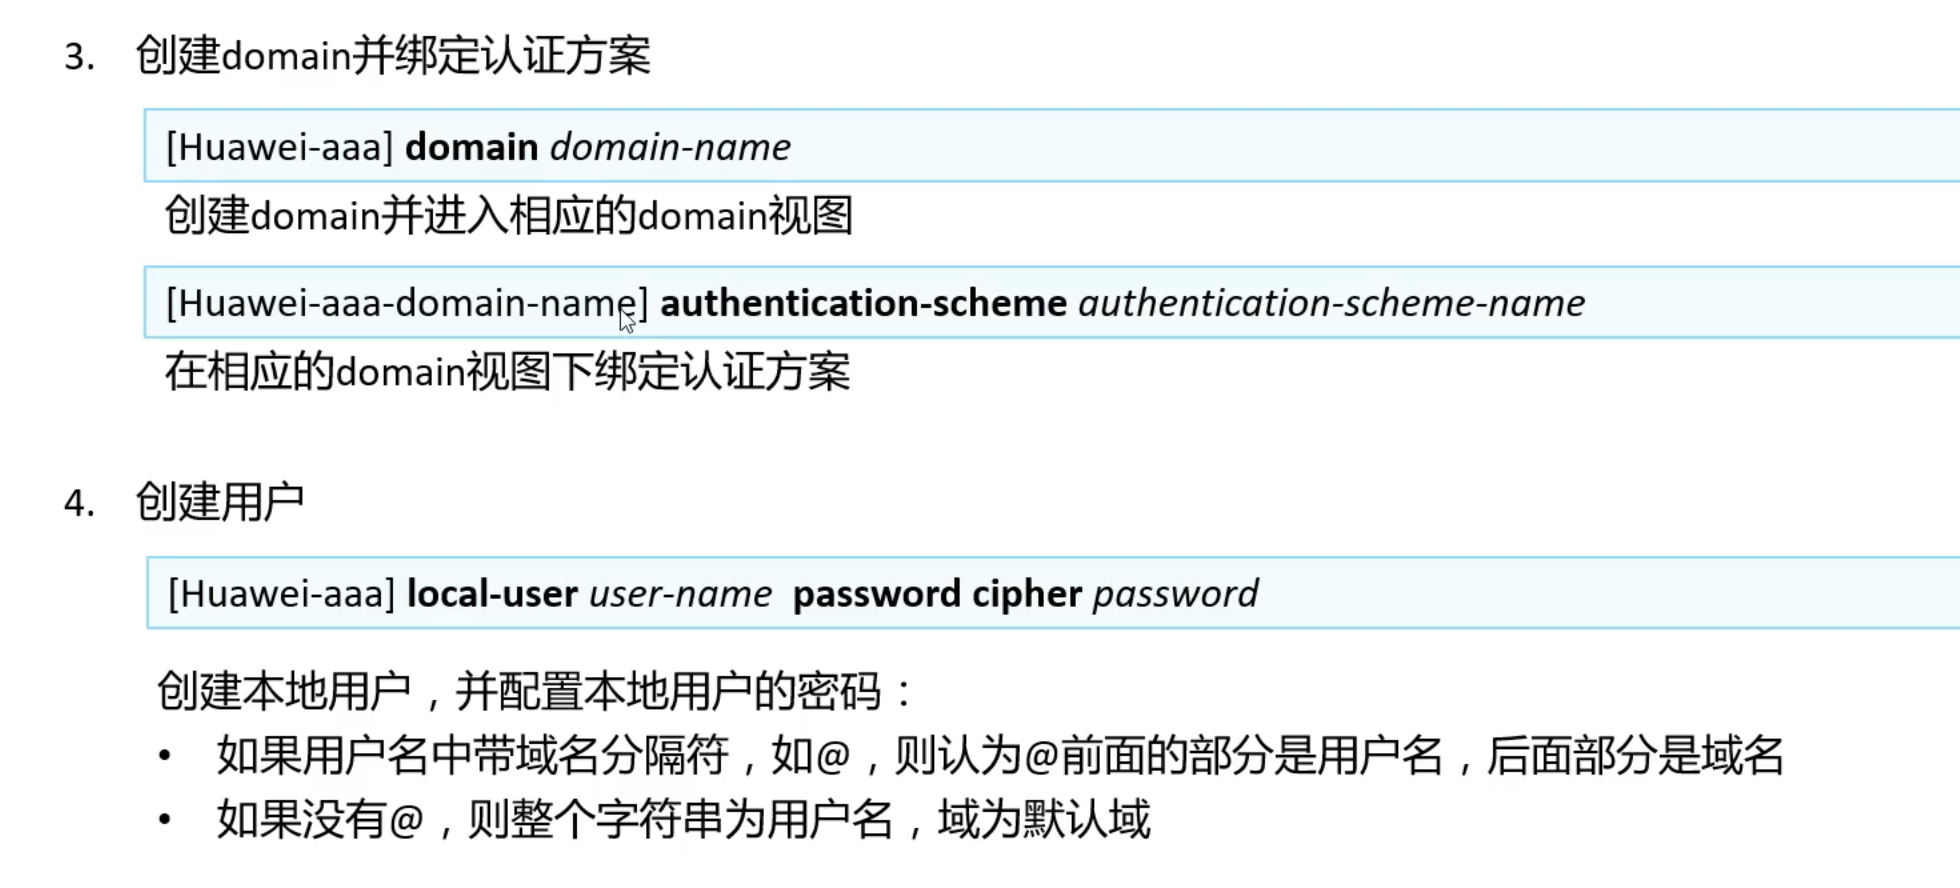 3. 创建domain并绑定认证方案
[Huawei-aaa] domain domain-name
创建domain并进入相应的domain视图
[Huawei-aaa-domain-name] authentication-scheme authentication-scheme-name
在相应的domain视图下绑定认证方案
4. 创建用户
[Huawei-aaa] local-user user-name password cipher password
创建本地用户，并配置本地用户的密码：
• 如果用户名中带域名分隔符，如@，则认为@前面的部分是用户名，后面部分是域名
• 如果没有@，则整个字符串为用户名，域为默认域